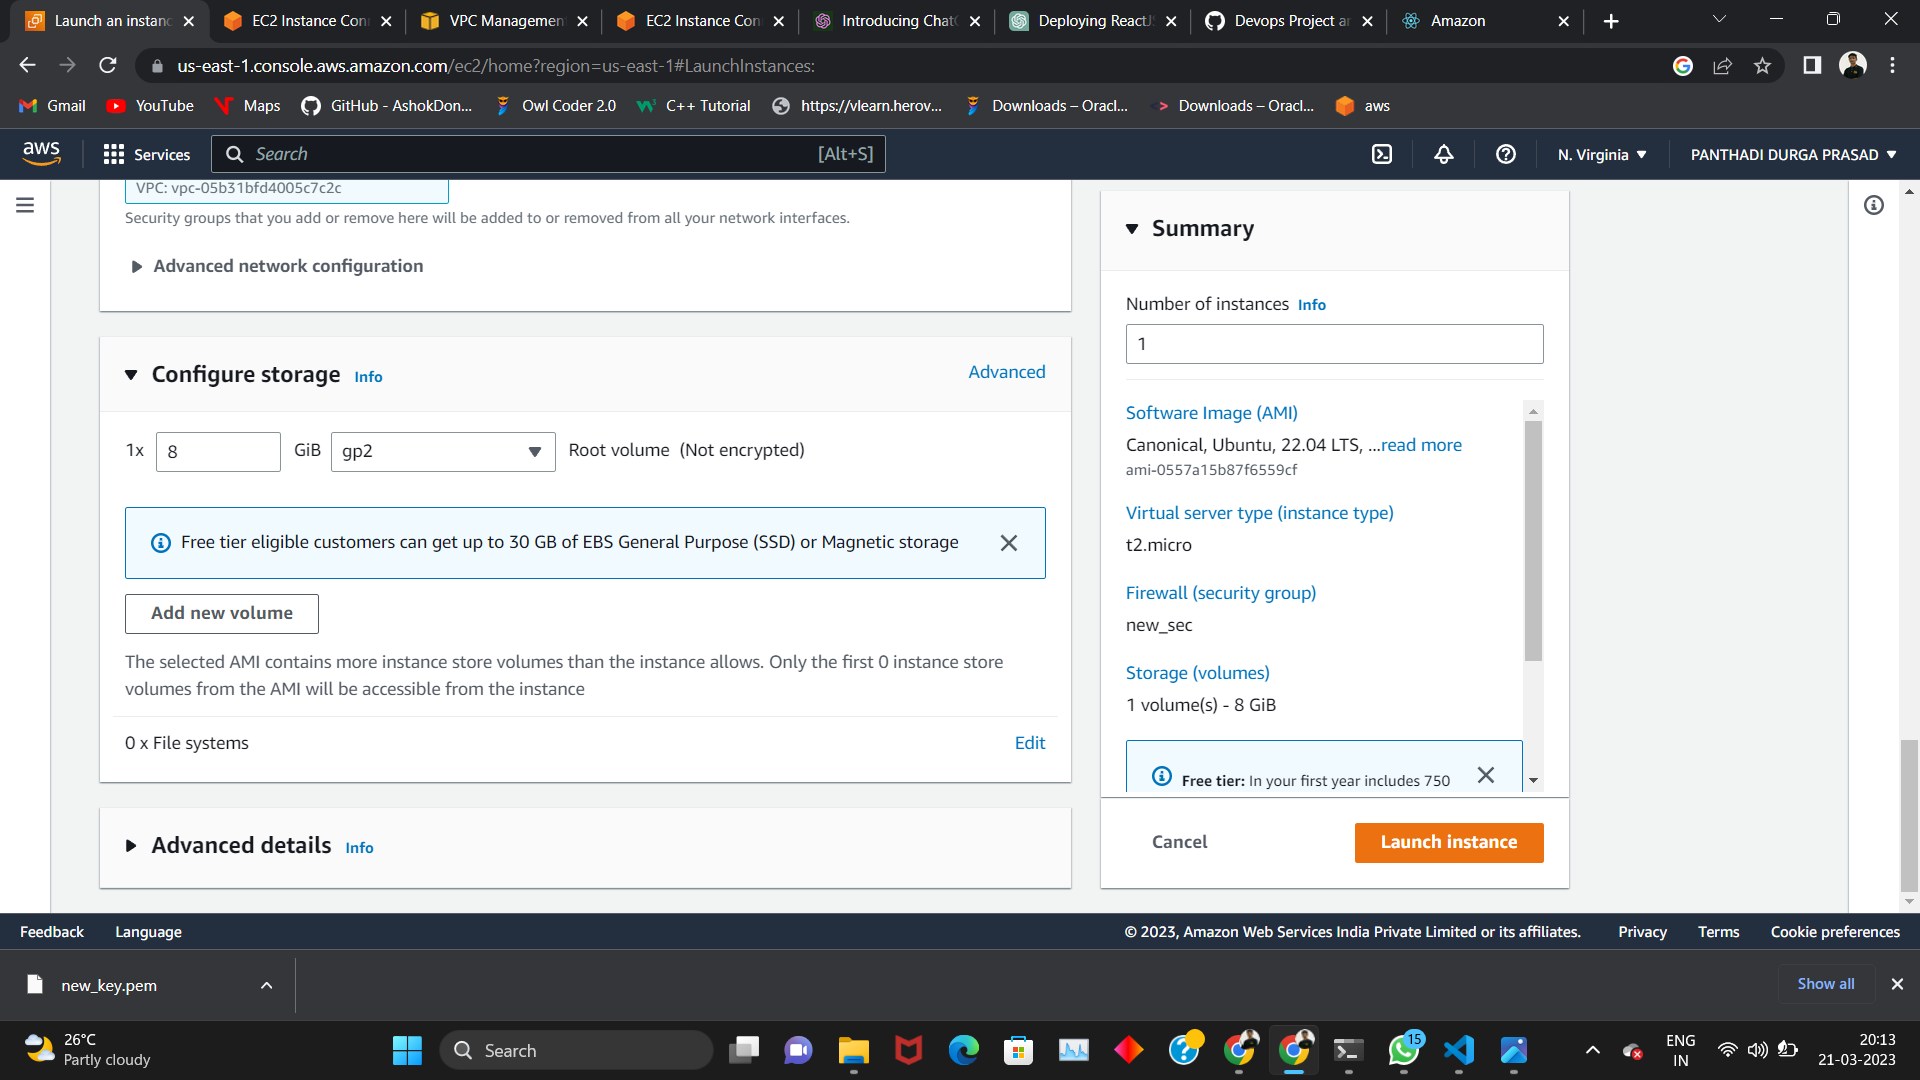 Launch an instanc
EC2 Instance Con
VPC Managemen
EC2 Instance Con
Introducing Chat
Deploying ReactJ
Devops Project a
Amazon
us-east-1.console.aws.amazon.com/ec2/home?region=us-east-1#LaunchInstances:
Gmail
YouTube
Maps
GitHub - AshokDon...
Owl Coder 2.0
C++ Tutorial
https://vlearn.herov...
Downloads – Oracl...
Downloads – Oracl...
aws
aws
Services
Search
[Alt+S]
N. Virginia
PANTHADI DURGA PRASAD
VPC: vpc-05b31bfd4005c7c2c
Security groups that you add or remove here will be added to or removed from all your network interfaces.
Advanced network configuration
Configure storage Info
Advanced
1x 8 GiB gp2 Root volume (Not encrypted)
Free tier eligible customers can get up to 30 GB of EBS General Purpose (SSD) or Magnetic storage
Add new volume
The selected AMI contains more instance store volumes than the instance allows. Only the first 0 instance store
volumes from the AMI will be accessible from the instance
0 x File systems
Edit
Advanced details Info
Summary
Number of instances Info
1
Software Image (AMI)
Canonical, Ubuntu, 22.04 LTS, ...read more
ami-0557a15b87f6559cf
Virtual server type (instance type)
t2.micro
Firewall (security group)
new_sec
Storage (volumes)
1 volume(s) - 8 GiB
Free tier: In your first year includes 750
Cancel
Launch instance
Feedback
Language
© 2023, Amazon Web Services India Private Limited or its affiliates.
Privacy
Terms
Cookie preferences
new_key.pem
Show all
26°C
Partly cloudy
Search
15
ENG
IN
20:13
21-03-2023